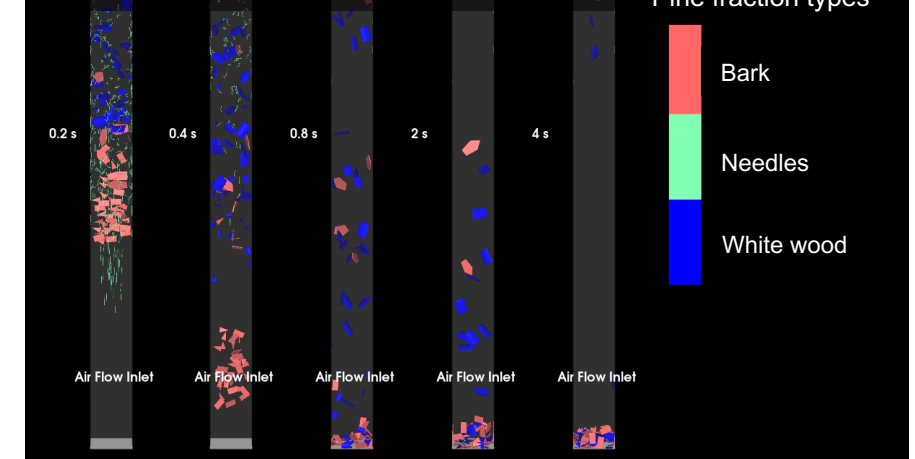 Pine fraction types
Bark
0.2 s
0.4 s
0.8 s
2 s
4 s
Needles
White wood
Air Flow Inlet
Air Flow Inlet
Air Flow Inlet
Air Flow Inlet
Air Flow Inlet